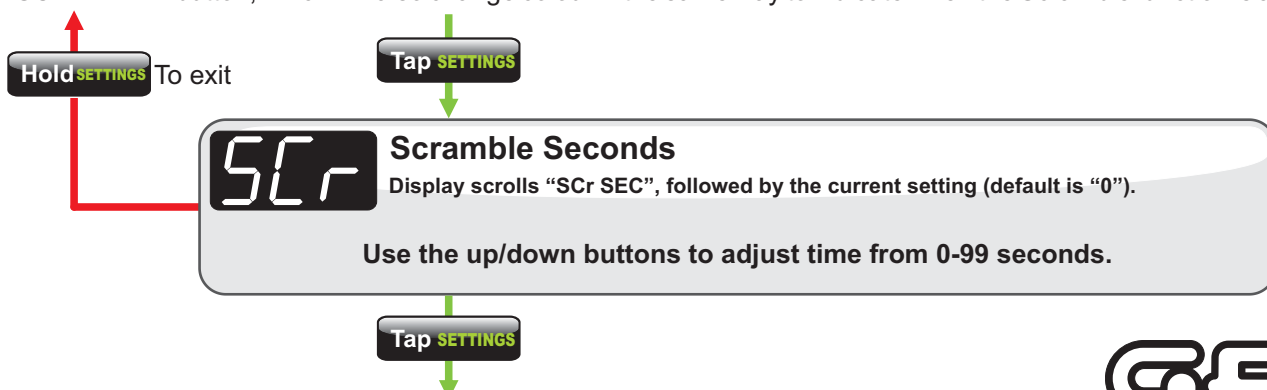 Hold SETTINGS To exit
Tap SETTINGS
SCr
Scramble Seconds
Display scrolls “SCr SEC”, followed by the current setting (default is “0”).
Use the up/down buttons to adjust time from 0-99 seconds.
Tap SETTINGS